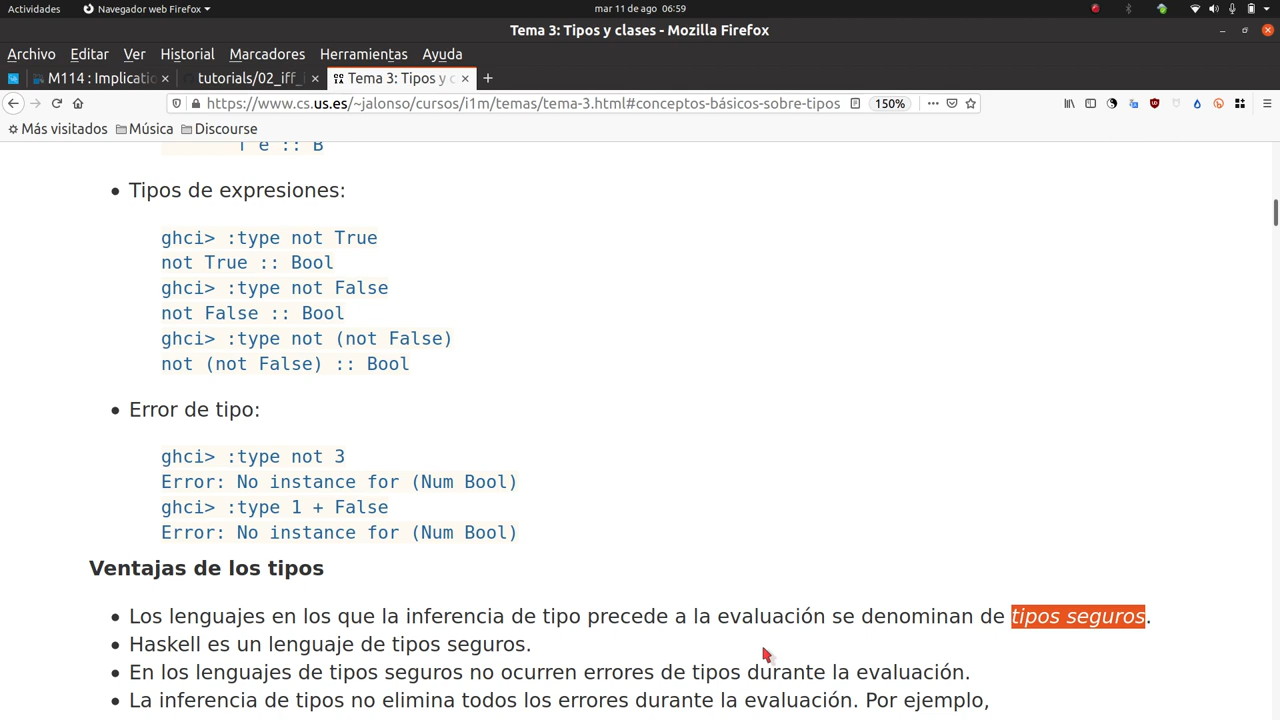 Actividades Navegador web Firefox mar 11 de ago 06:59
Tema 3: Tipos y clases - Mozilla Firefox
Archivo Editar Ver Historial Marcadores Herramientas Ayuda
M114 : Implicatio × tutorials/02_iff_i × Tema 3: Tipos y c × +
https://www.cs.us.es/~jalonso/cursos/i1m/temas/tema-3.html#conceptos-básicos-sobre-tipos 150%
Más visitados Música Discourse
f e :: B
• Tipos de expresiones:
ghci> :type not True
not True :: Bool
ghci> :type not False
not False :: Bool
ghci> :type not (not False)
not (not False) :: Bool
• Error de tipo:
ghci> :type not 3
Error: No instance for (Num Bool)
ghci> :type 1 + False
Error: No instance for (Num Bool)
Ventajas de los tipos
• Los lenguajes en los que la inferencia de tipo precede a la evaluación se denominan de tipos seguros.
• Haskell es un lenguaje de tipos seguros.
• En los lenguajes de tipos seguros no ocurren errores de tipos durante la evaluación.
• La inferencia de tipos no elimina todos los errores durante la evaluación. Por ejemplo,